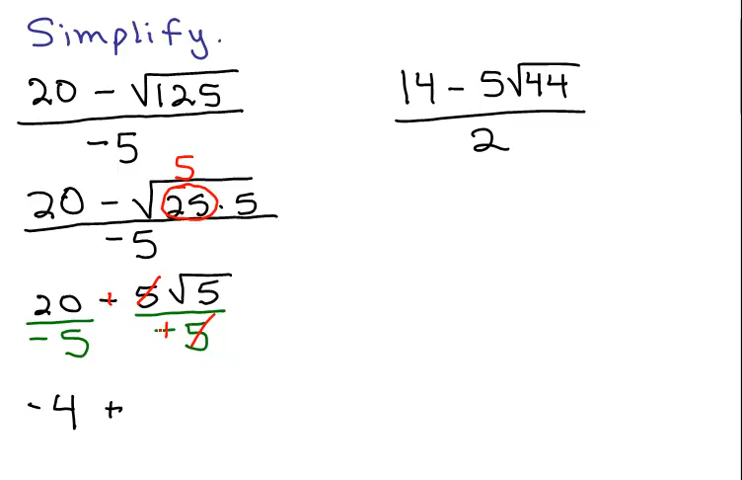 Simplify.
20 - √125
-5
5
20 - √25 · 5
-5
20 + 5√5
-5 + 5
-4 +
14 - 5√44
2